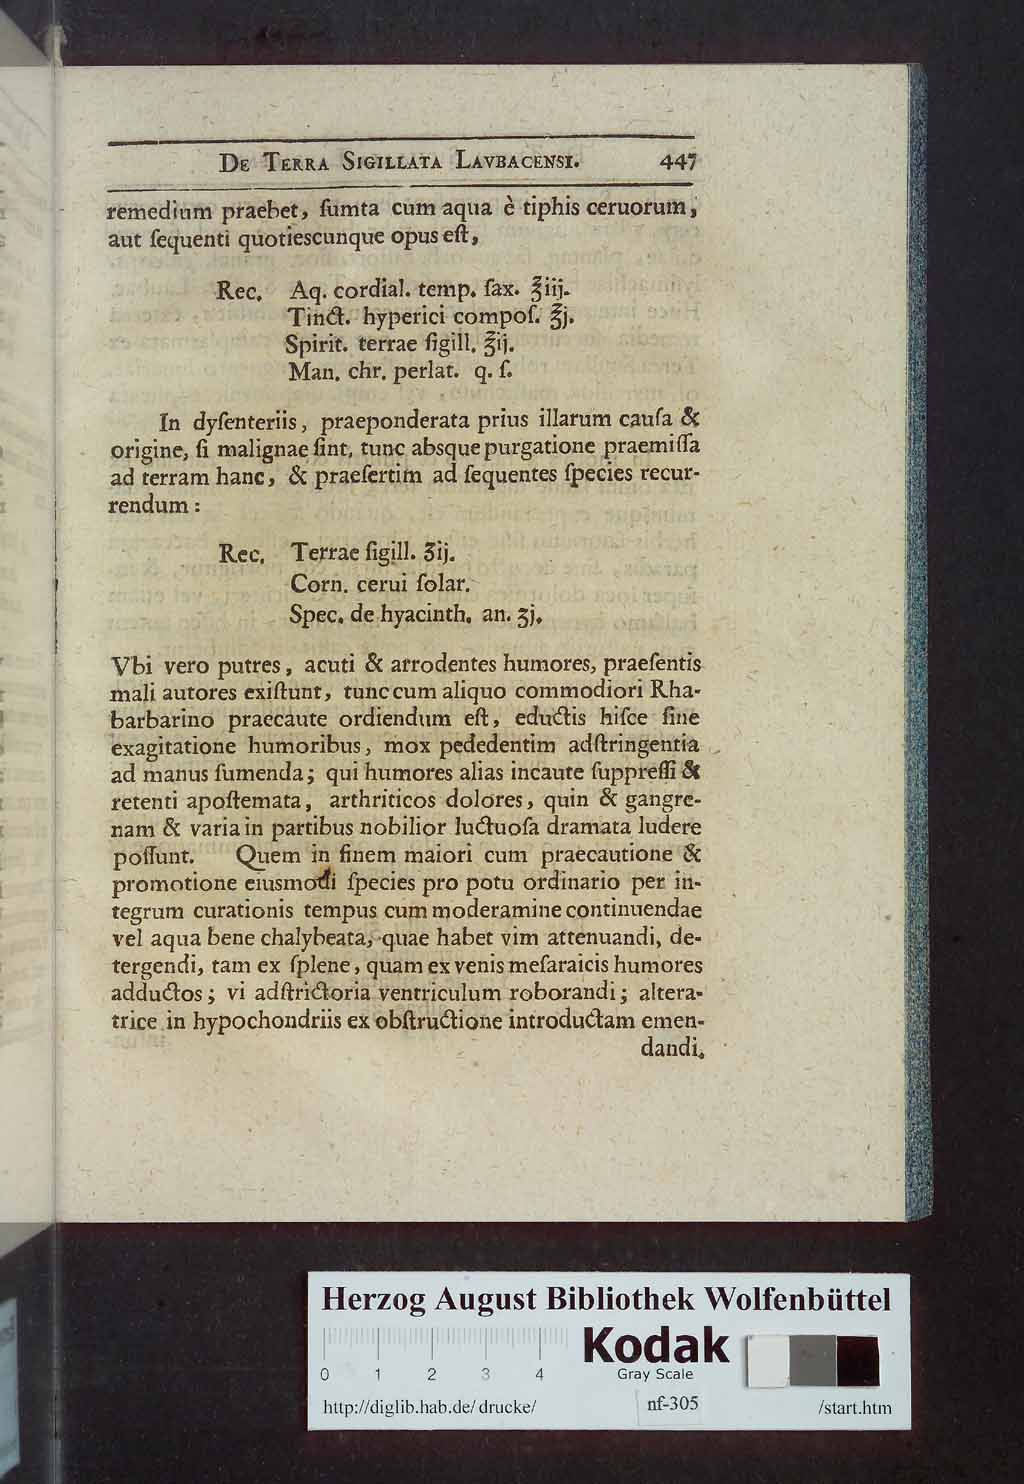 De Terra Sigillata Lavbacensi. 447
remedium praebet, ſumta cum aqua è tiphis ceruorum,
aut ſequenti quotiescunque opus eſt,
Rec. Aq. cordial. temp. ſax. ℥iij.
Tinct. hyperici compoſ. ℥j.
Spirit. terrae ſigill. ℥ij.
Man. chr. perlat. q. ſ.
In dyſenteriis, praeponderata prius illarum cauſa &
origine, ſi malignae ſint, tunc absque purgatione praemiſſa
ad terram hanc, & praeſertim ad ſequentes ſpecies recur-
rendum:
Rec. Terrae ſigill. ʒij.
Corn. cerui ſolar.
Spec. de hyacinth. an. ʒj.
Vbi vero putres, acuti & arrodentes humores, praeſentis
mali autores exiſtunt, tunc cum aliquo commodiori Rha-
barbarino praecaute ordiendum eſt, eductis hiſce ſine
exagitatione humoribus, mox pededentim adſtringentia
ad manus ſumenda; qui humores alias incaute ſuppreſſi &
retenti apoſtemata, arthriticos dolores, quin & gangre-
nam & varia in partibus nobilior luctuoſa dramata ludere
poſſunt. Quem in finem maiori cum praecautione &
promotione eiusmodi ſpecies pro potu ordinario per in-
tegrum curationis tempus cum moderamine continuendae
vel aqua bene chalybeata, quae habet vim attenuandi, de-
tergendi, tam ex ſplene, quam ex venis meſaraicis humores
adductos; vi adſtrictoria ventriculum roborandi; altera-
trice in hypochondriis ex obſtructione introductam emen-
dandi.
Herzog August Bibliothek Wolfenbüttel
Kodak
Gray Scale
0 1 2 3 4
http://diglib.hab.de/drucke/ nf-305 /start.htm